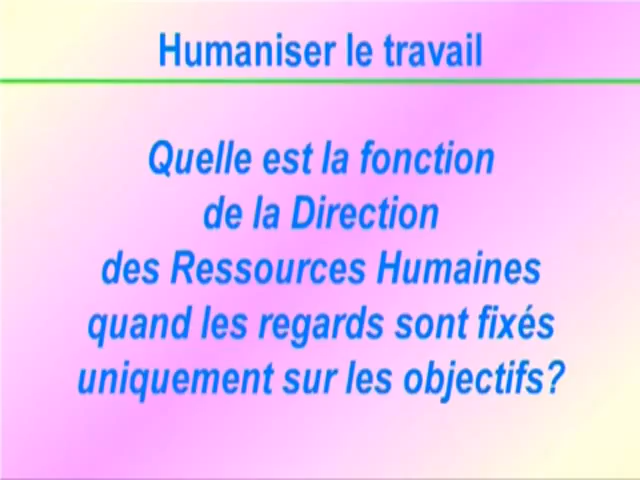 Humaniser le travail
Quelle est la fonction
de la Direction
des Ressources Humaines
quand les regards sont fixés
uniquement sur les objectifs?